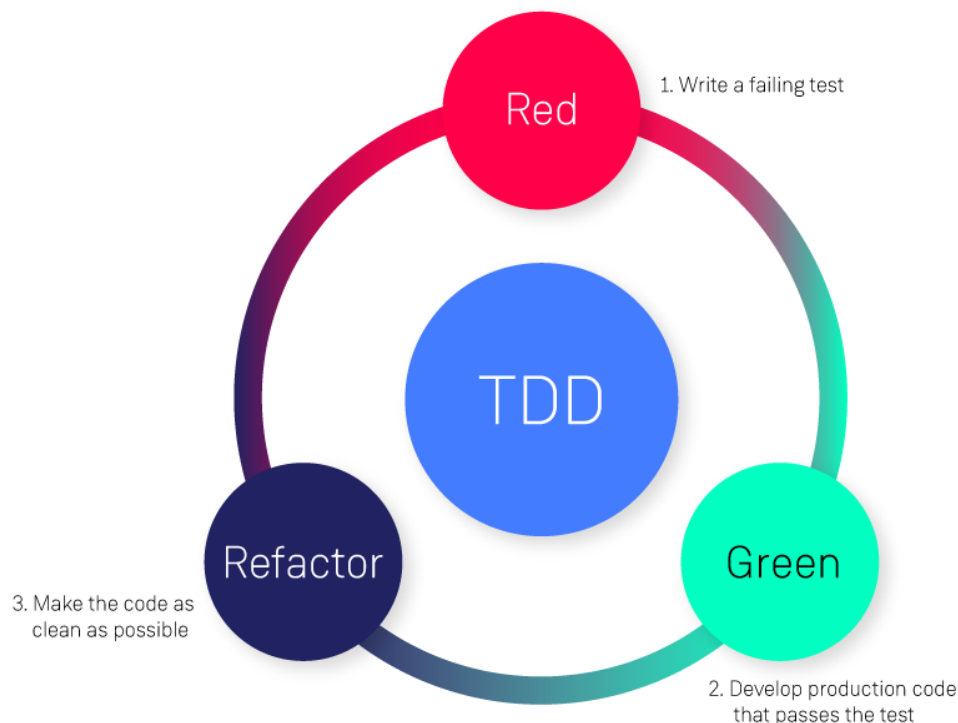 Red
1. Write a failing test
TDD
Refactor
Green
3. Make the code as
clean as possible
2. Develop production code
that passes the test